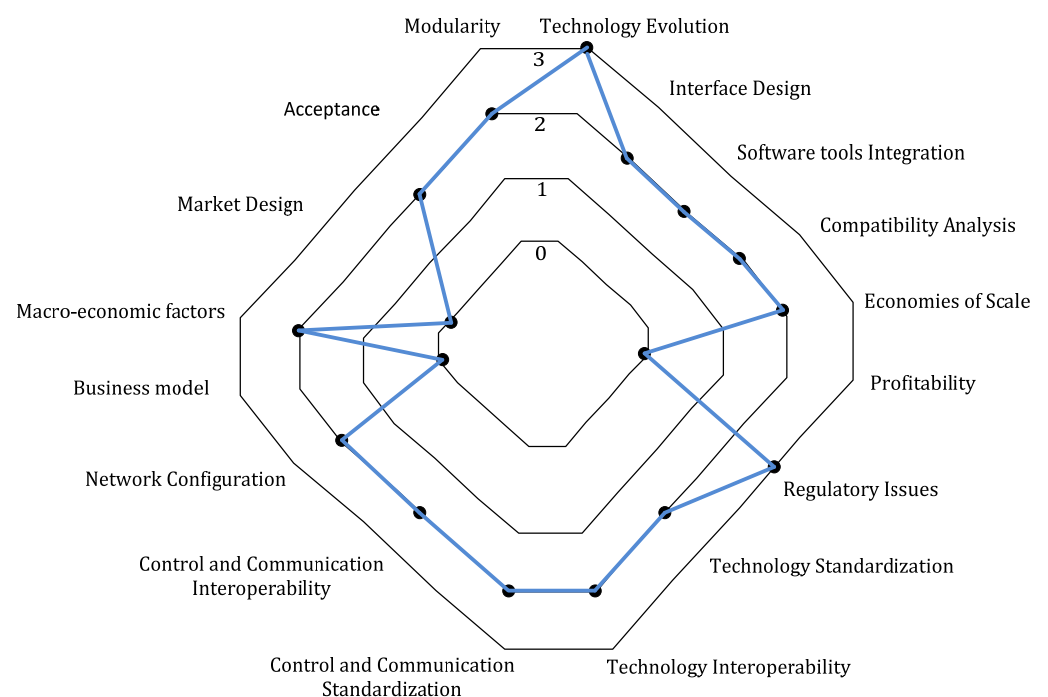 Modularity
Technology Evolution
3
Interface Design
Acceptance
2
Software tools Integration
1
Market Design
Compatibility Analysis
0
Economies of Scale
Macro-economic factors
Business model
Profitability
Network Configuration
Regulatory Issues
Control and Communication
Interoperability
Technology Standardization
Control and Communication
Standardization
Technology Interoperability